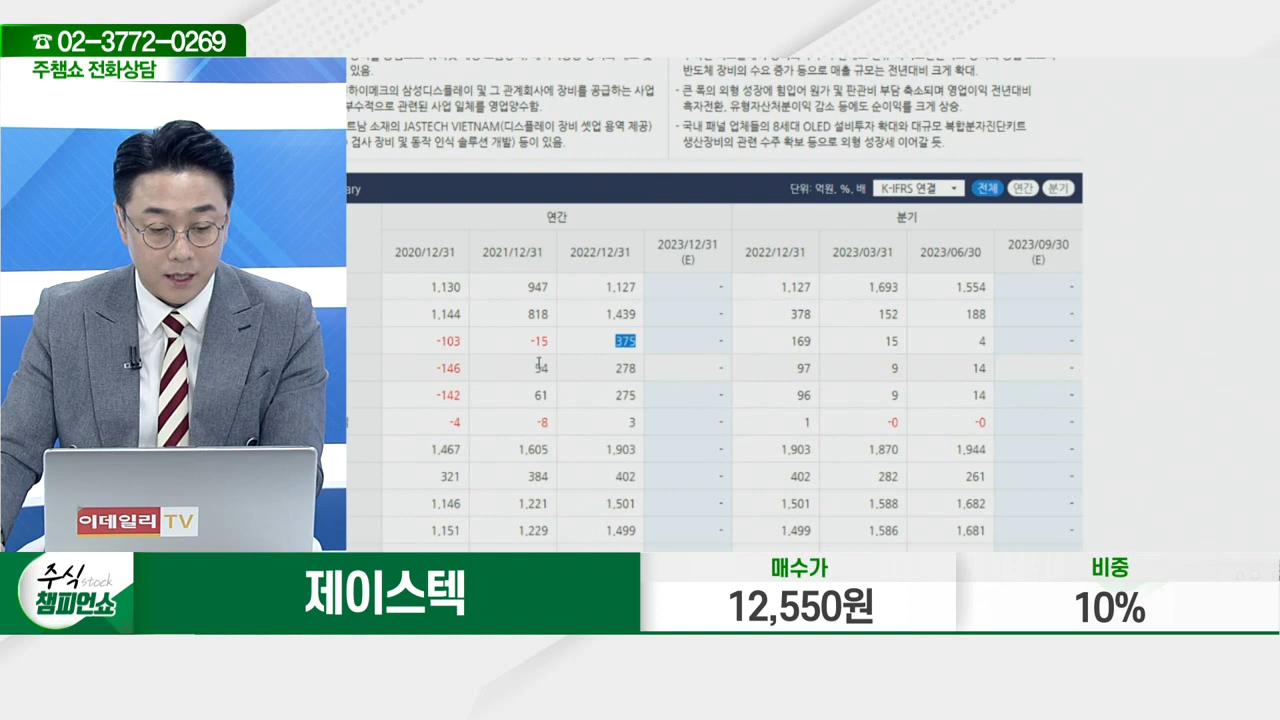 ☎ 02-3772-0269
주챔쇼 전화상담
있음.
하이메크의 삼성디스플레이 및 그 관계회사에 장비를 공급하는 사업
부수적으로 관련된 사업 일체를 영업양수함.
트남 소재의 JASTECH VIETNAM(디스플레이 장비 셋업 용역 제공)
검사 장비 및 동작 인식 솔루션 개발) 등이 있음.
반도체 장비의 수요 증가 등으로 매출 규모는 전년대비 크게 확대.
- 큰 폭의 외형 성장에 힘입어 원가 및 판관비 부담 축소되며 영업이익 전년대비
흑자전환, 유형자산처분이익 감소 등에도 순이익률 크게 상승.
- 국내 패널 업체들의 8세대 OLED 설비투자 확대와 대규모 복합분자진단키트
생산장비의 관련 수주 확보 등으로 외형 성장세 이어갈 듯.
ary 단위: 억원, %, 배 K-IFRS 연결 전체 연간 분기
연간 분기
2020/12/31 2021/12/31 2022/12/31 2023/12/31 (E) 2022/12/31 2023/03/31 2023/06/30 2023/09/30 (E)
1,130 947 1,127 - 1,127 1,693 1,554 -
1,144 818 1,439 - 378 152 188 -
-103 -15 375 - 169 15 4 -
-146 54 278 - 97 9 14 -
-142 61 275 - 96 9 14 -
-4 -8 3 - 1 -0 -0 -
1,467 1,605 1,903 - 1,903 1,870 1,944 -
321 384 402 - 402 282 261 -
1,146 1,221 1,501 - 1,501 1,588 1,682 -
1,151 1,229 1,499 - 1,499 1,586 1,681 -
이데일리 TV
주식 stock
챔피언쇼
제이스텍
매수가
12,550원
비중
10%